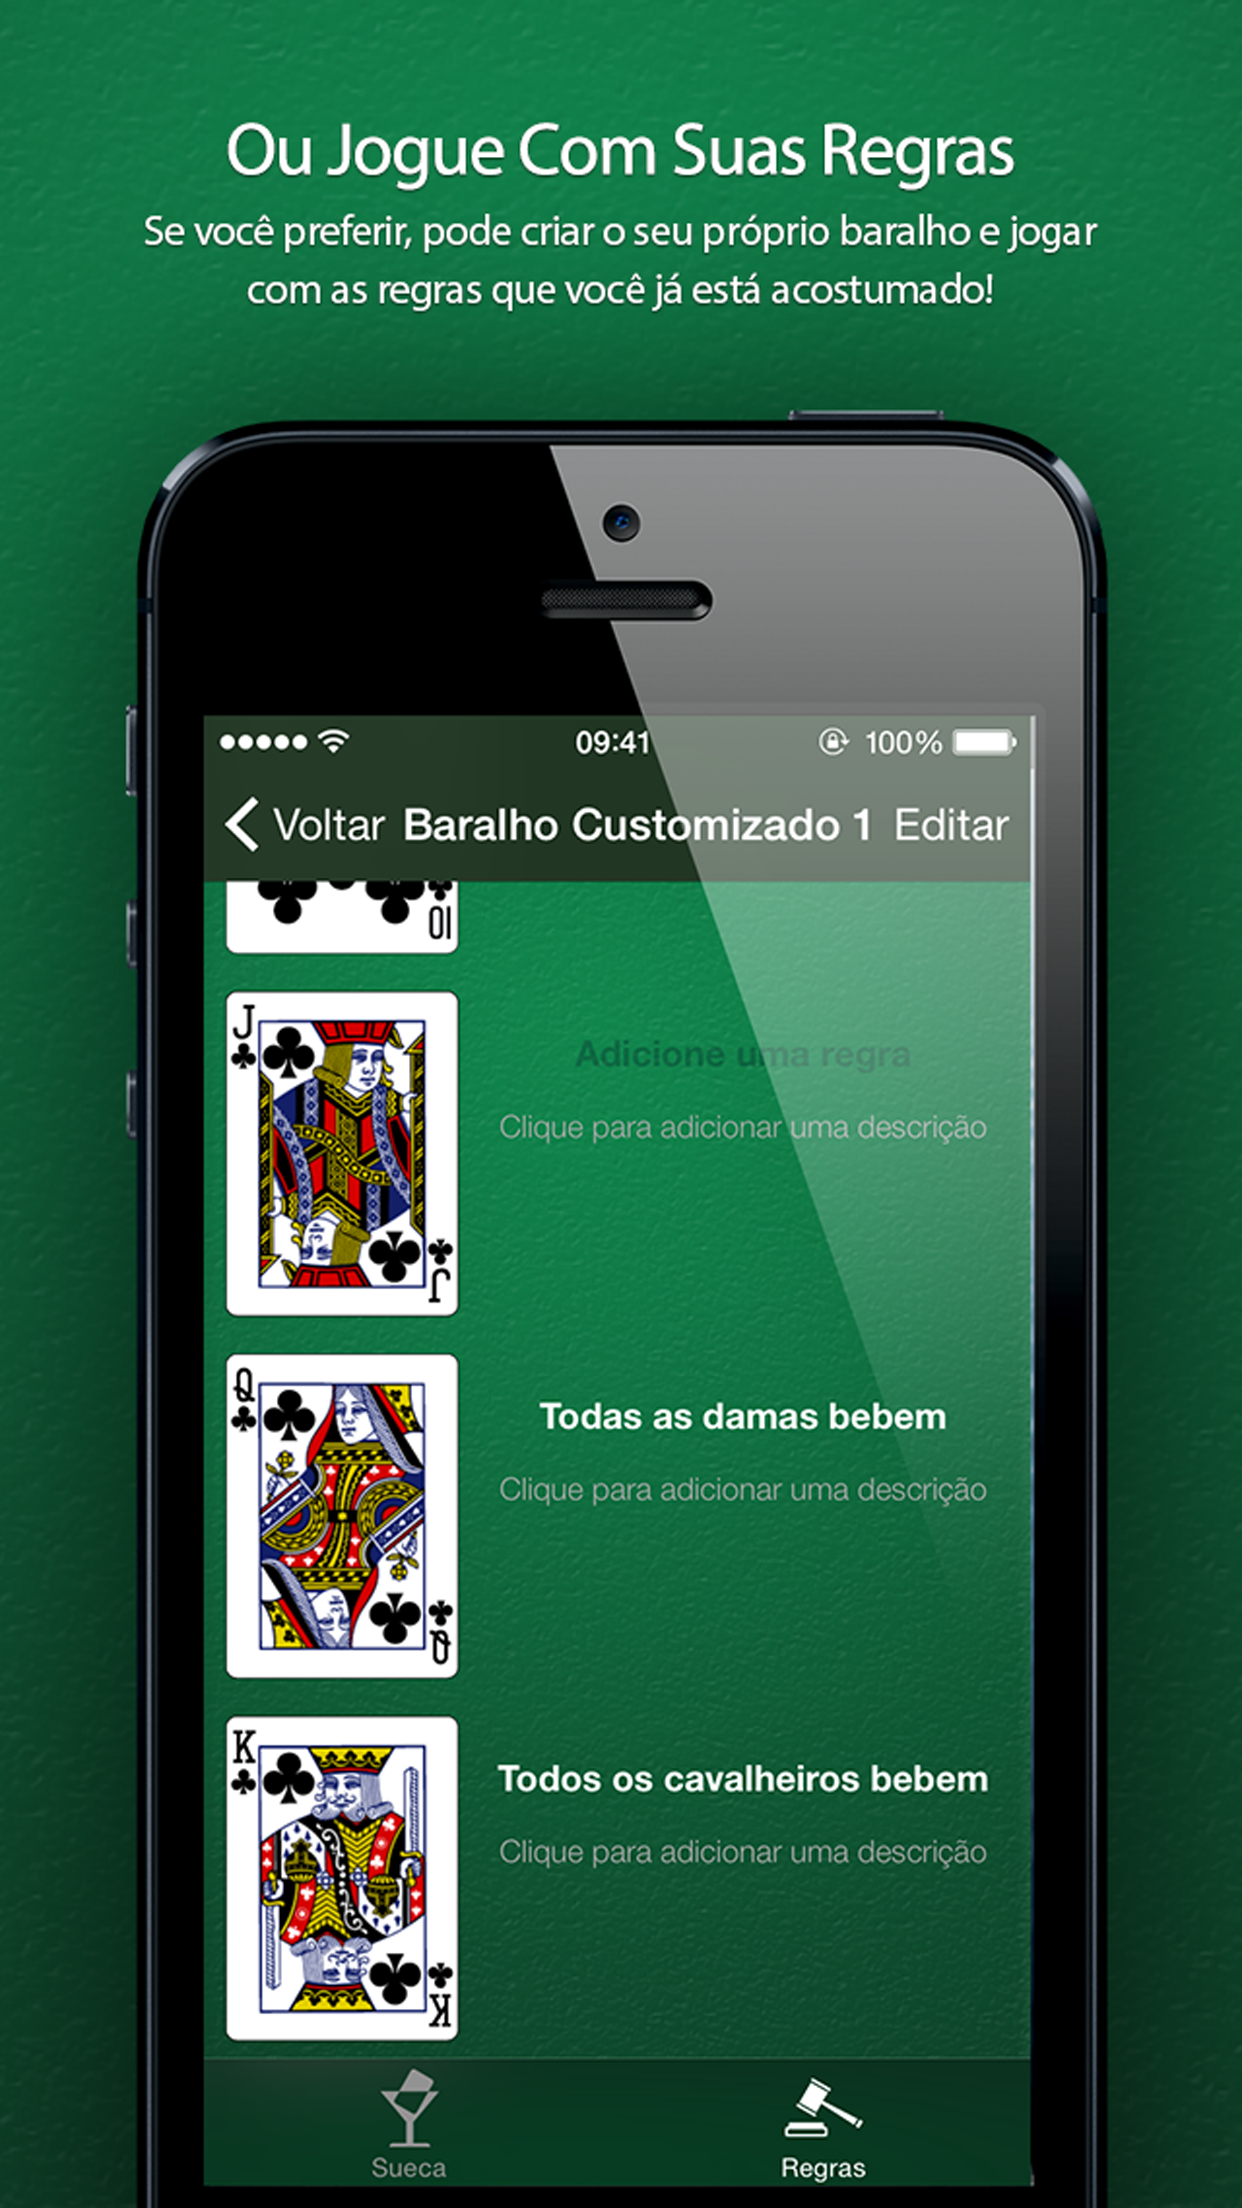 Ou Jogue Com Suas Regras
Se você preferir, pode criar o seu próprio baralho e jogar
com as regras que você já está acostumado!
09:41
100%
Voltar Baralho Customizado 1 Editar
10
J
Adicione uma regra
Clique para adicionar uma descrição
J
Q
Todas as damas bebem
Clique para adicionar uma descrição
Q
K
Todos os cavalheiros bebem
Clique para adicionar uma descrição
K
Sueca
Regras